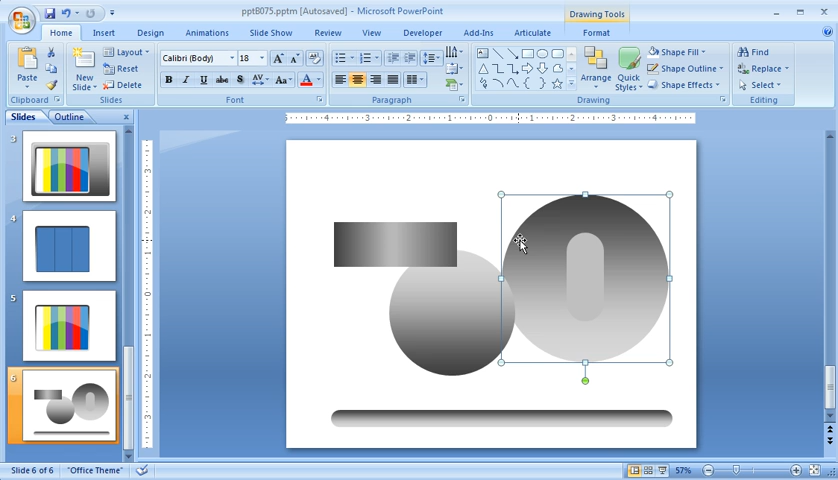 pptB075.pptm [Autosaved] - Microsoft PowerPoint
Drawing Tools
Home Insert Design Animations Slide Show Review View Developer Add-Ins Articulate Format
Paste
New Slide
Layout
Reset
Delete
Calibri (Body) 18
B I U abc S AV Aa A
Arrange
Quick Styles
Shape Fill
Shape Outline
Shape Effects
Find
Replace
Select
Clipboard Slides Font Paragraph Drawing Editing
Slides Outline
3
4
5
6
Slide 6 of 6 "Office Theme" 57%